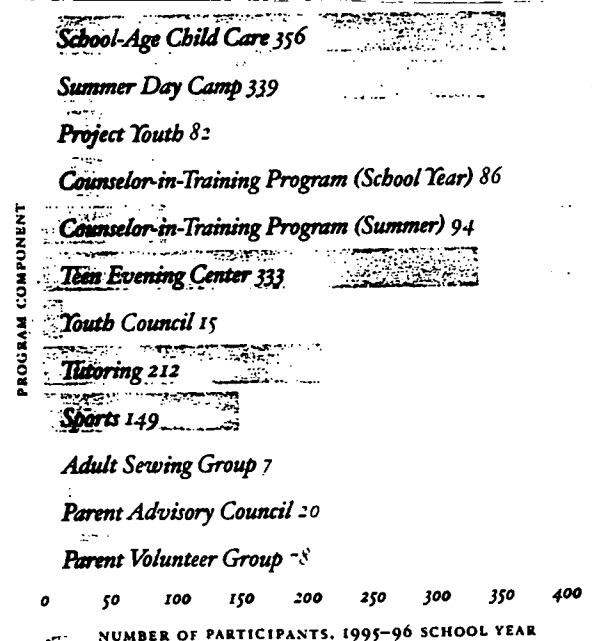 School-Age Child Care 356
Summer Day Camp 339
Project Youth 82
Counselor-in-Training Program (School Year) 86
Counselor-in-Training Program (Summer) 94
Teen Evening Center 333
Youth Council 15
Tutoring 212
Sports 149
Adult Sewing Group 7
Parent Advisory Council 20
Parent Volunteer Group
PROGRAM COMPONENT
0 50 100 150 200 250 300 350 400
NUMBER OF PARTICIPANTS, 1995–96 SCHOOL YEAR